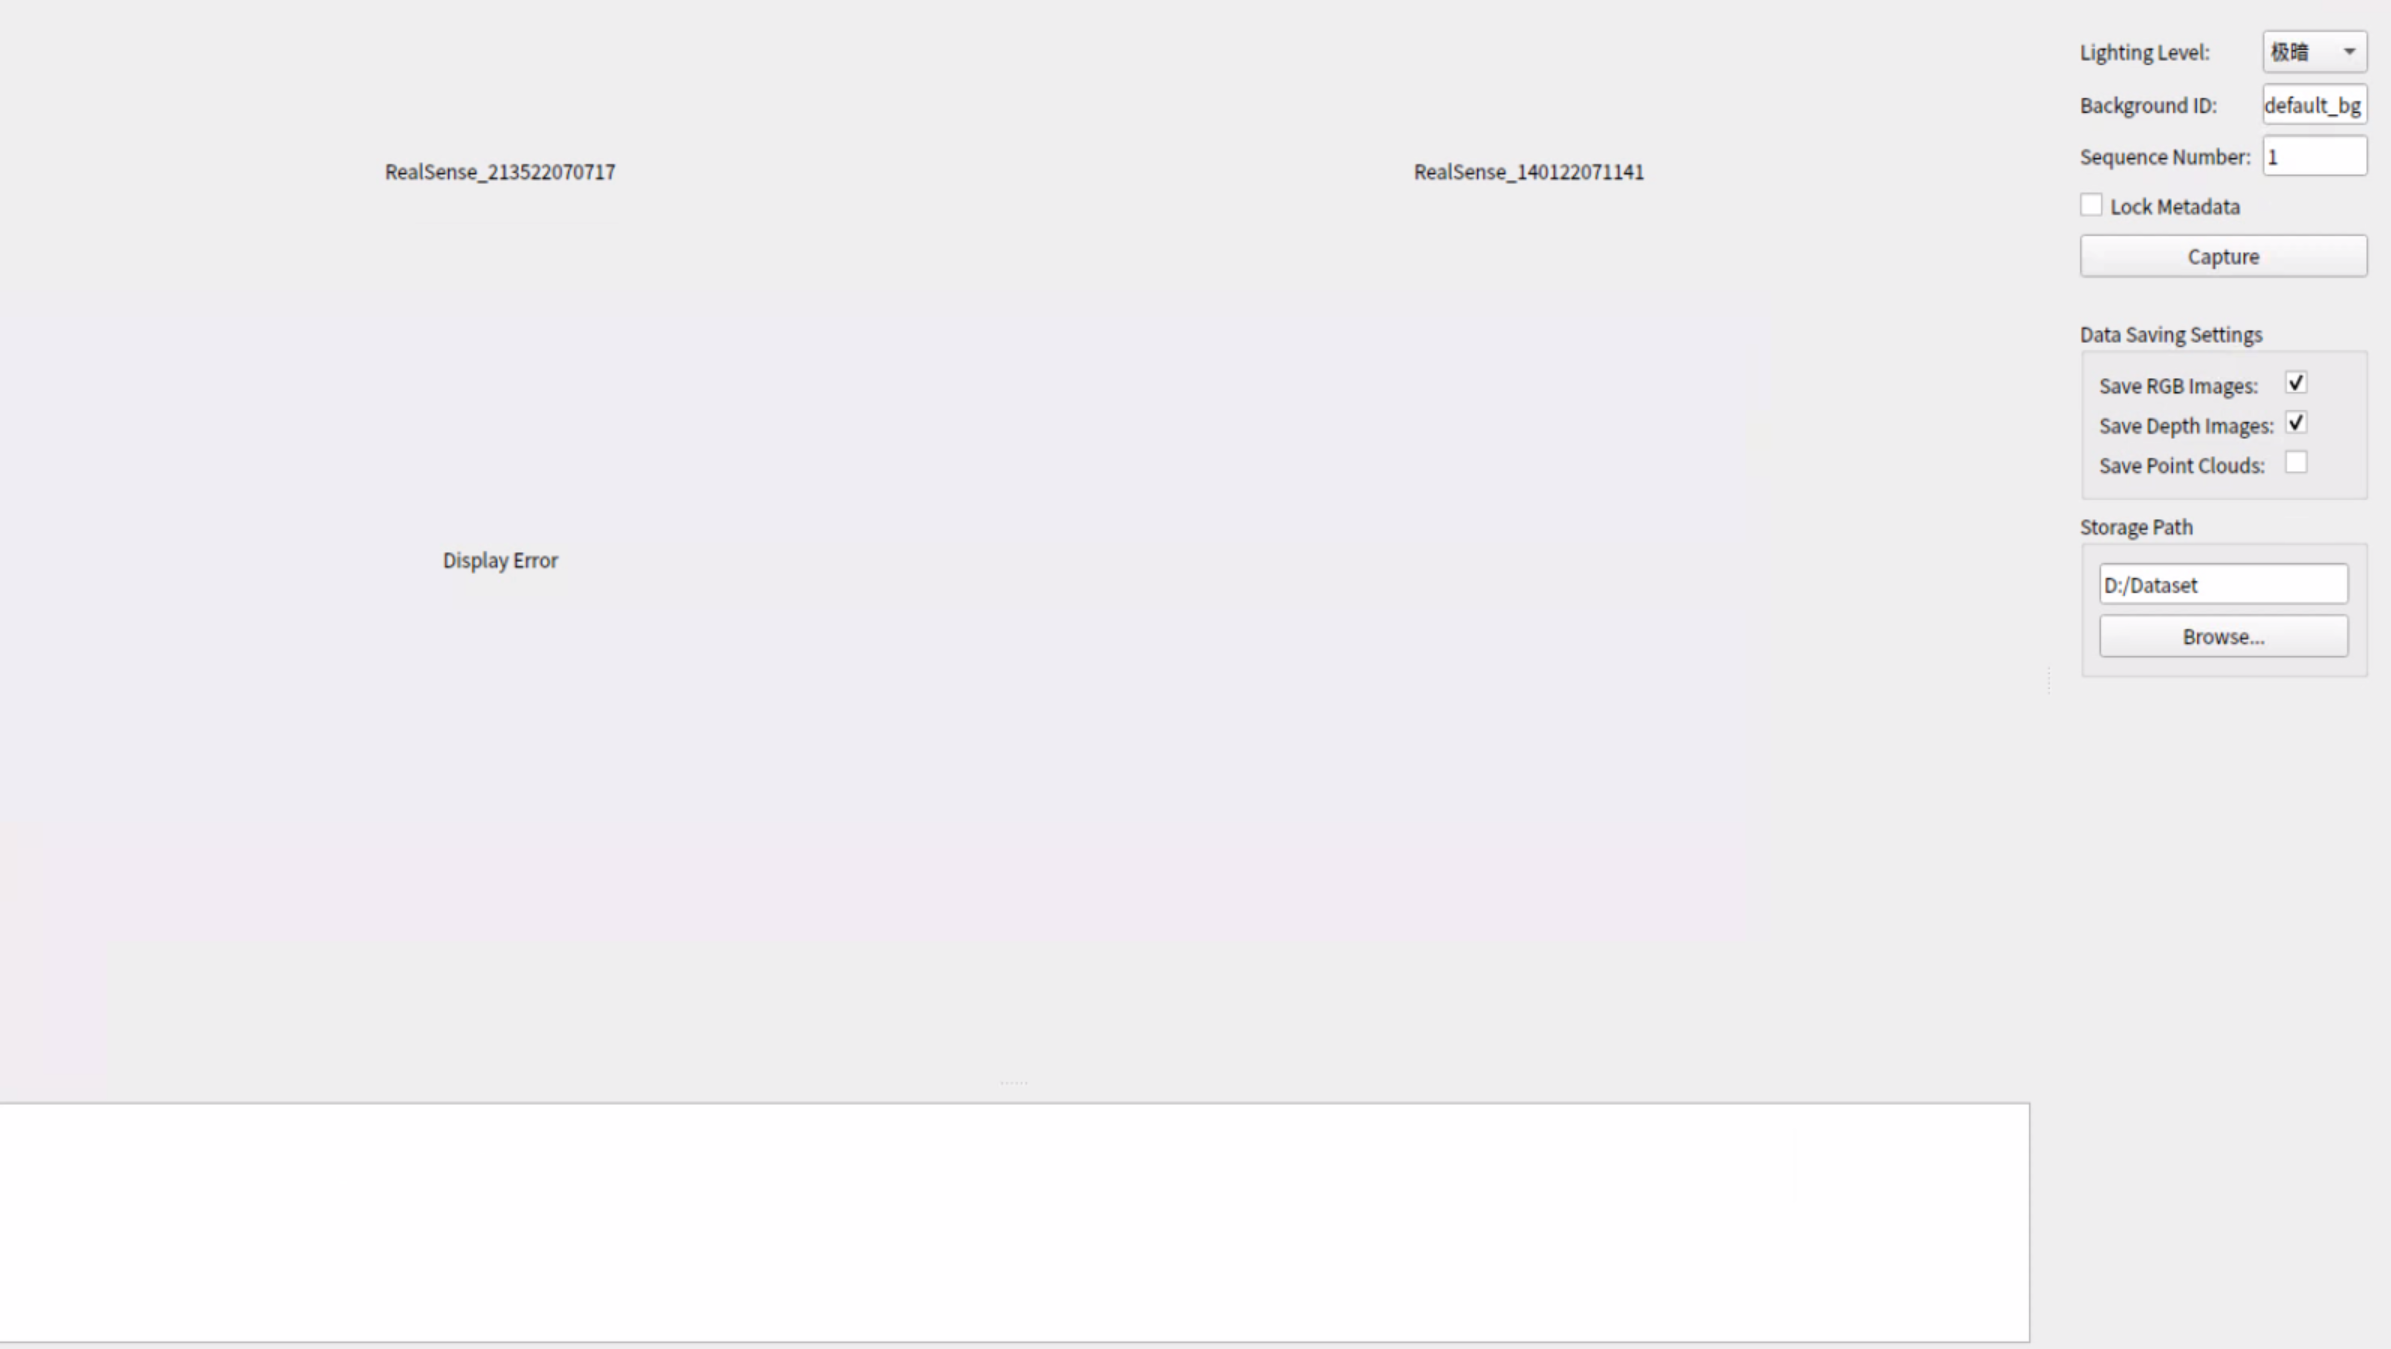 RealSense_213522070717
RealSense_140122071141
Display Error
Lighting Level: 极暗
Background ID: default_bg
Sequence Number: 1
Lock Metadata
Capture
Data Saving Settings
Save RGB Images:
Save Depth Images:
Save Point Clouds:
Storage Path
D:/Dataset
Browse...